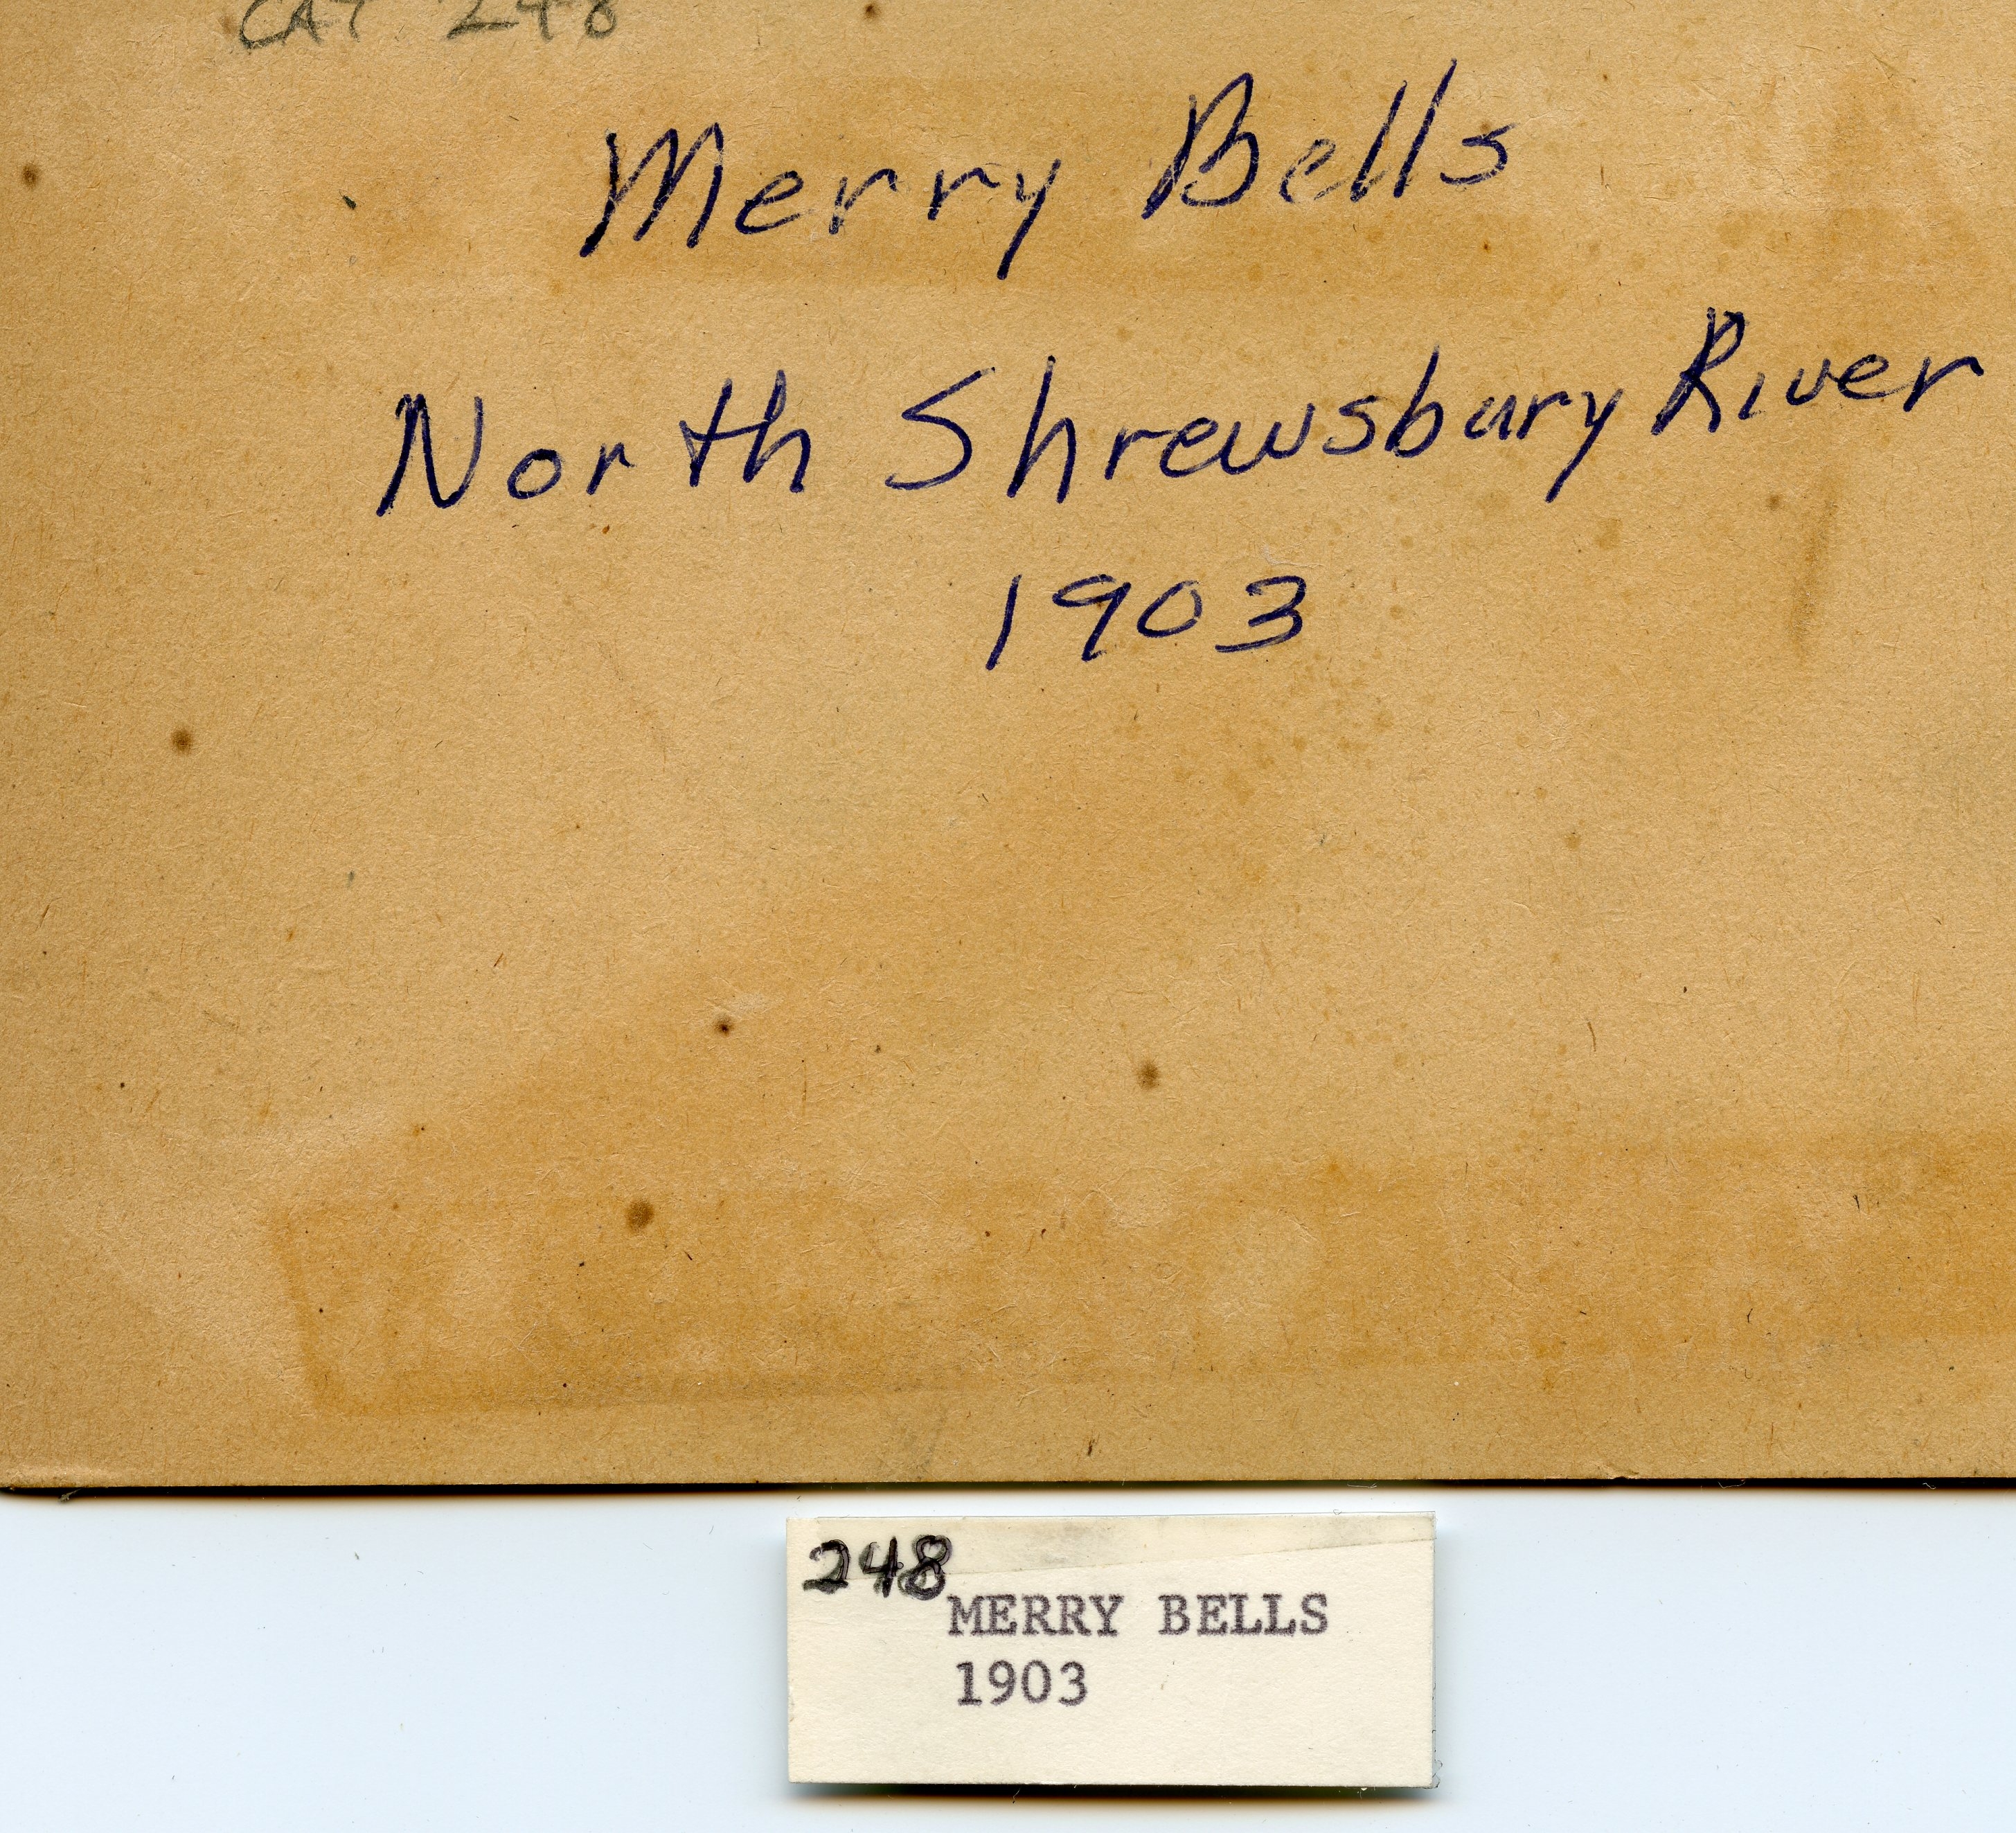 CAT 248
Merry Bells
North Shrewsbury River
1903
248
MERRY BELLS
1903